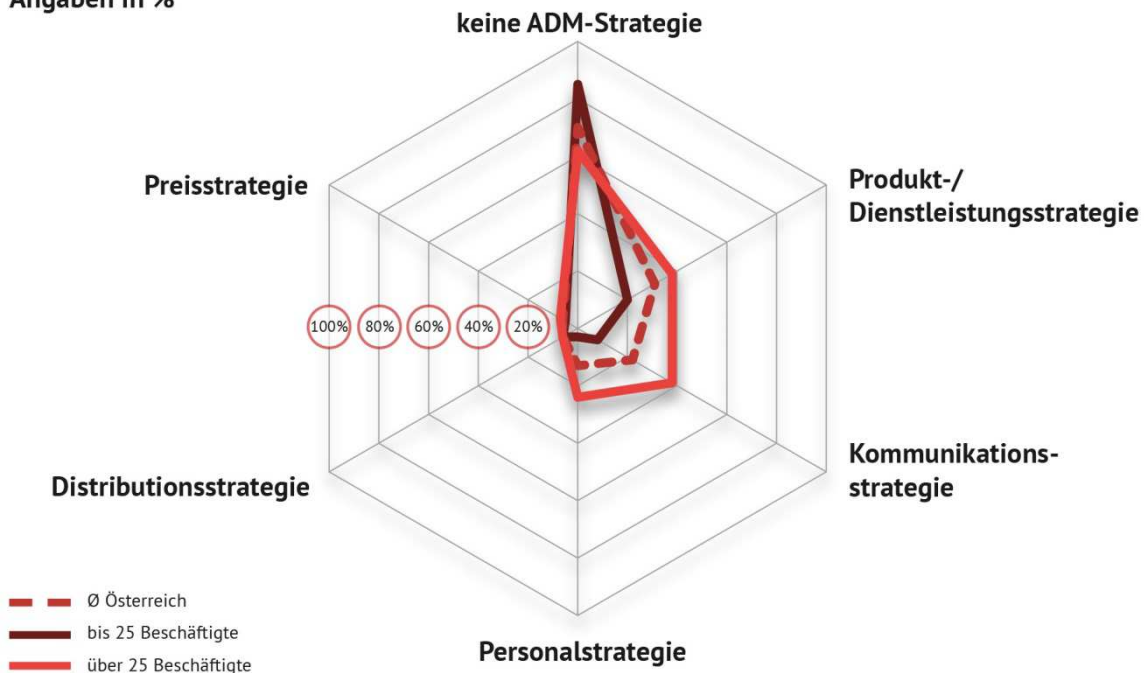 Angaben in %
keine ADM-Strategie
Preisstrategie
Produkt-/
Dienstleistungsstrategie
100% 80% 60% 40% 20%
Kommunikations-
strategie
Distributionsstrategie
Personalstrategie
Ø Österreich
bis 25 Beschäftigte
über 25 Beschäftigte